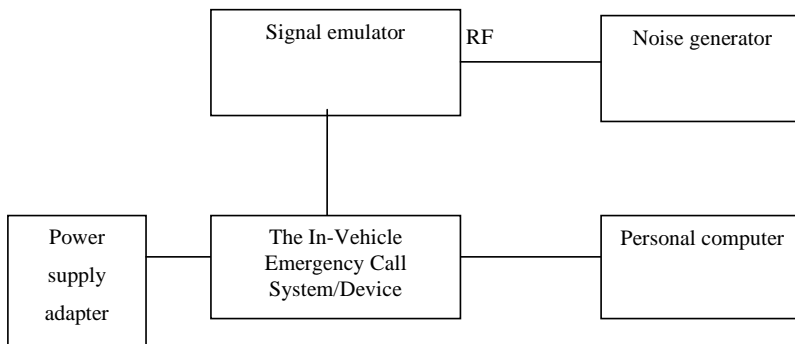 Signal emulator
RF
Noise generator
Power
supply
adapter
The In-Vehicle
Emergency Call
System/Device
Personal computer